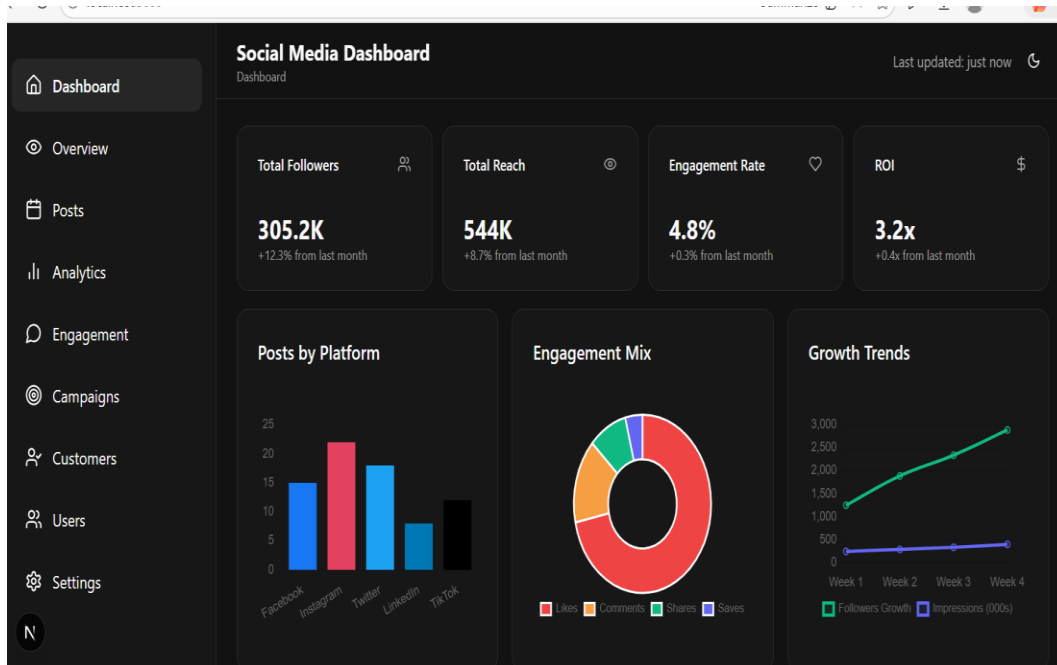 Social Media Dashboard
Dashboard
Last updated: just now
Dashboard
Overview
Posts
Analytics
Engagement
Campaigns
Customers
Users
Settings
N
Total Followers
305.2K
+12.3% from last month
Total Reach
544K
+8.7% from last month
Engagement Rate
4.8%
+0.3% from last month
ROI
$
3.2x
+0.4x from last month
Posts by Platform
25
20
15
10
5
0
Facebook
Instagram
Twitter
LinkedIn
TikTok
Engagement Mix
Likes Comments Shares Saves
Growth Trends
3,000
2,500
2,000
1,500
1,000
500
0
Week 1 Week 2 Week 3 Week 4
Followers Growth Impressions (000s)